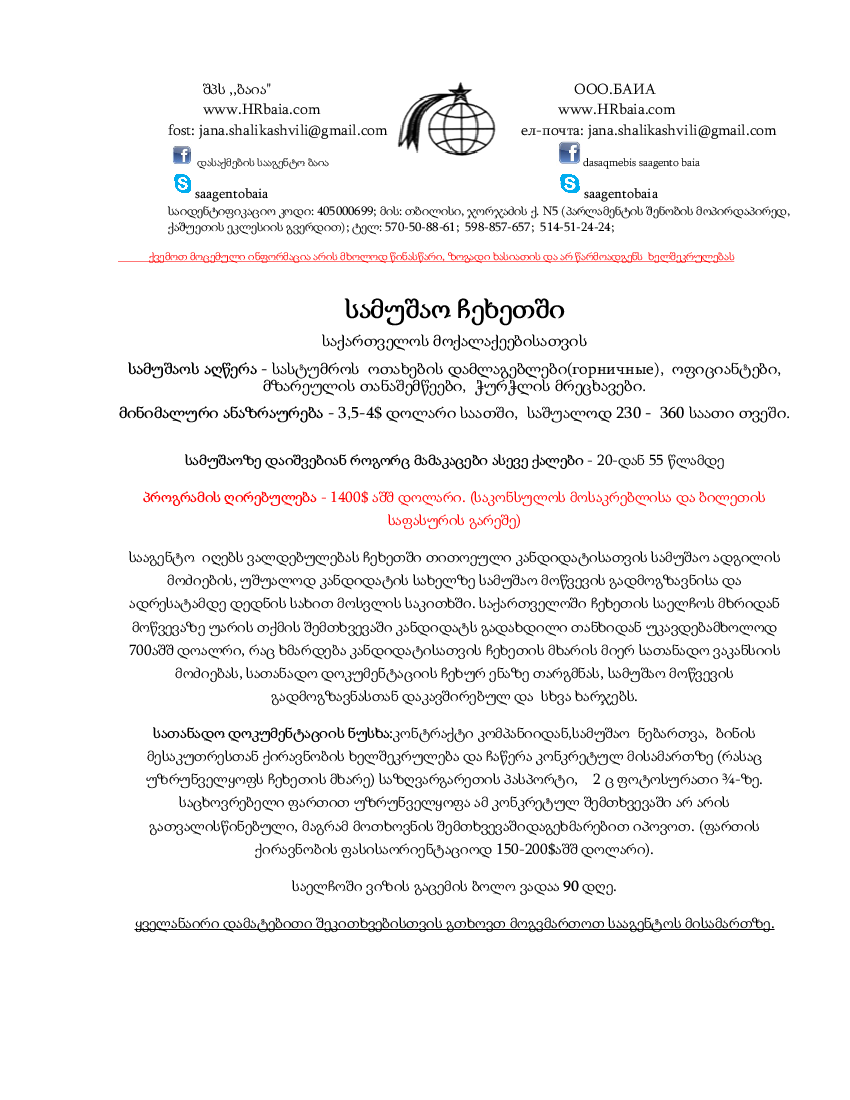 შპს ,,ბაია"
ООО.БАИА
www.HRbaia.com
www.HRbaia.com
fost: jana.shalikashvili@gmail.com
ел-почта: jana.shalikashvili@gmail.com
დასაქმების სააგენტო ბაია
dasaqmebis saagento baia
saagentobaia
saagentobaia
საიდენტიფიკაციო კოდი: 405000699; მის: თბილისი, ჯორჯაძის ქ. N5 (პარლამენტის შენობის მოპირდაპირედ,
ქაშუეთის ეკლესიის გვერდით); ტელ: 570-50-88-61; 598-857-657; 514-51-24-24;
ქვემოთ მოცემული ინფორმაცია არის მხოლოდ წინასწარი, ზოგადი ხასიათის და არ წარმოადგენს ხელშეკრულებას
სამუშაო ჩეხეთში
საქართველოს მოქალაქეებისათვის
სამუშაოს აღწერა - სასტუმროს ოთახების დამლაგებლები(горничные), ოფიციანტები,
მზარეულის თანაშემწეები, ჭურჭლის მრეცხავები.
მინიმალური ანაზრაურება - 3,5-4$ დოლარი საათში, საშუალოდ 230 - 360 საათი თვეში.
სამუშაოზე დაიშვებიან როგორც მამაკაცები ასევე ქალები - 20-დან 55 წლამდე
პროგრამის ღირებულება - 1400$ აშშ დოლარი. (საკონსულოს მოსაკრებლისა და ბილეთის
საფასურის გარეშე)
სააგენტო იღებს ვალდებულებას ჩეხეთში თითოეული კანდიდატისათვის სამუშაო ადგილის
მოძიების, უშუალოდ კანდიდატის სახელზე სამუშაო მოწვევის გადმოგზავნისა და
ადრესატამდე დედნის სახით მოსვლის საკითხში. საქართველოში ჩეხეთის საელჩოს მხრიდან
მოწვევაზე უარის თქმის შემთხვევაში კანდიდატს გადახდილი თანხიდან უკავდებამხოლოდ
700აშშ დოალრი, რაც ხმარდება კანდიდატისათვის ჩეხეთის მხარის მიერ სათანადო ვაკანსიის
მოძიებას, სათანადო დოკუმენტაციის ჩეხურ ენაზე თარგმნას, სამუშაო მოწვევის
გადმოგზავნასთან დაკავშირებულ და სხვა ხარჯებს.
სათანადო დოკუმენტაციის ნუსხა:კონტრაქტი კომპანიიდან,სამუშაო ნებართვა, ბინის
მესაკუთრესთან ქირავნობის ხელშეკრულება და ჩაწერა კონკრეტულ მისამართზე (რასაც
უზრუნველყოფს ჩეხეთის მხარე) საზღვარგარეთის პასპორტი, 2 ც ფოტოსურათი ¾-ზე.
საცხოვრებელი ფართით უზრუნველყოფა ამ კონკრეტულ შემთხვევაში არ არის
გათვალისწინებული, მაგრამ მოთხოვნის შემთხვევაშიდაგეხმარებით იპოვოთ. (ფართის
ქირავნობის ფასისაორიენტაციოდ 150-200$აშშ დოლარი).
საელჩოში ვიზის გაცემის ბოლო ვადაა 90 დღე.
ყველანაირი დამატებითი შეკითხვებისთვის გთხოვთ მოგვმართოთ სააგენტოს მისამართზე.